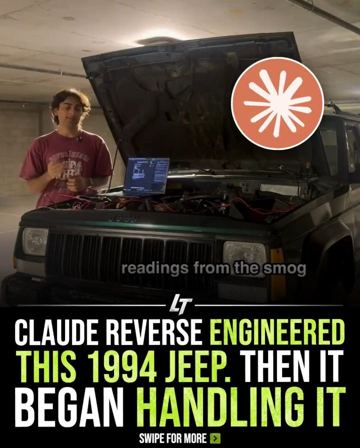 readings from the smog
LT
CLAUDE REVERSE ENGINEERED
THIS 1994 JEEP. THEN IT
BEGAN HANDLING IT
SWIPE FOR MORE